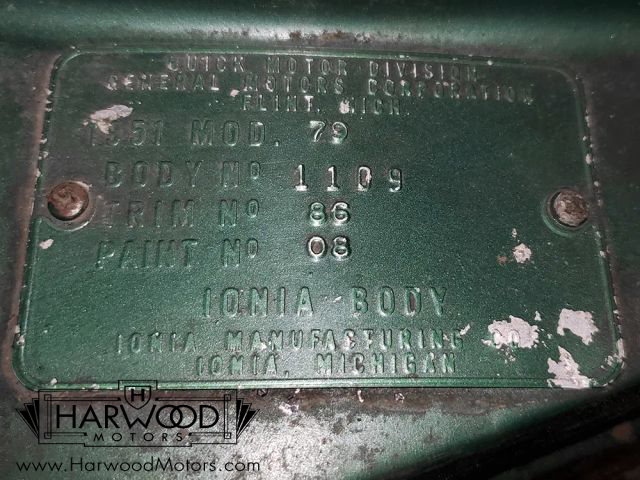 BUICK MOTOR DIVISION
GENERAL MOTORS CORPORATION
FLINT, MICH.
1951 MOD. 79
BODY Nº 1109
TRIM Nº 86
PAINT Nº 08
IONIA BODY
IONIA MANUFACTURING CO.
IONIA, MICHIGAN
H
HARWOOD
MOTORS
www.HarwoodMotors.com